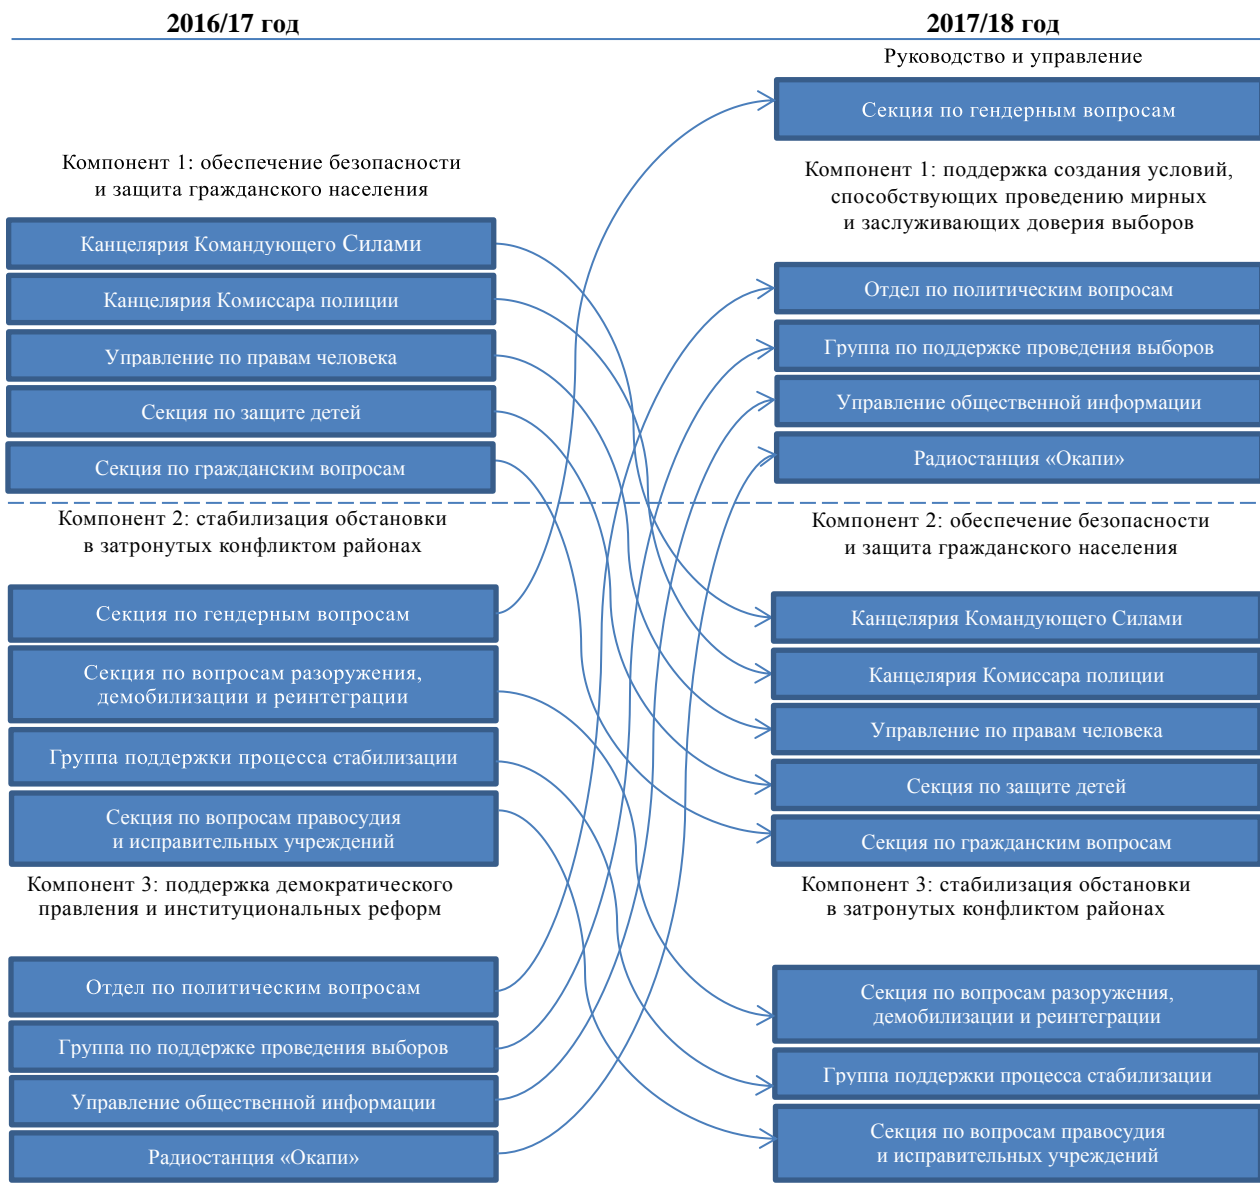 2016/17 год
Компонент 1: обеспечение безопасности
и защита гражданского населения
Канцелярия Командующего Силами
Канцелярия Комиссара полиции
Управление по правам человека
Секция по защите детей
Секция по гражданским вопросам
Компонент 2: стабилизация обстановки
в затронутых конфликтом районах
Секция по гендерным вопросам
Секция по вопросам разоружения,
демобилизации и реинтеграции
Группа поддержки процесса стабилизации
Секция по вопросам правосудия
и исправительных учреждений
Компонент 3: поддержка демократического
правления и институциональных реформ
Отдел по политическим вопросам
Группа по поддержке проведения выборов
Управление общественной информации
Радиостанция «Окапи»
2017/18 год
Руководство и управление
Секция по гендерным вопросам
Компонент 1: поддержка создания условий,
способствующих проведению мирных
и заслуживающих доверия выборов
Отдел по политическим вопросам
Группа по поддержке проведения выборов
Управление общественной информации
Радиостанция «Окапи»
Компонент 2: обеспечение безопасности
и защита гражданского населения
Канцелярия Командующего Силами
Канцелярия Комиссара полиции
Управление по правам человека
Секция по защите детей
Секция по гражданским вопросам
Компонент 3: стабилизация обстановки
в затронутых конфликтом районах
Секция по вопросам разоружения,
демобилизации и реинтеграции
Группа поддержки процесса стабилизации
Секция по вопросам правосудия
и исправительных учреждений